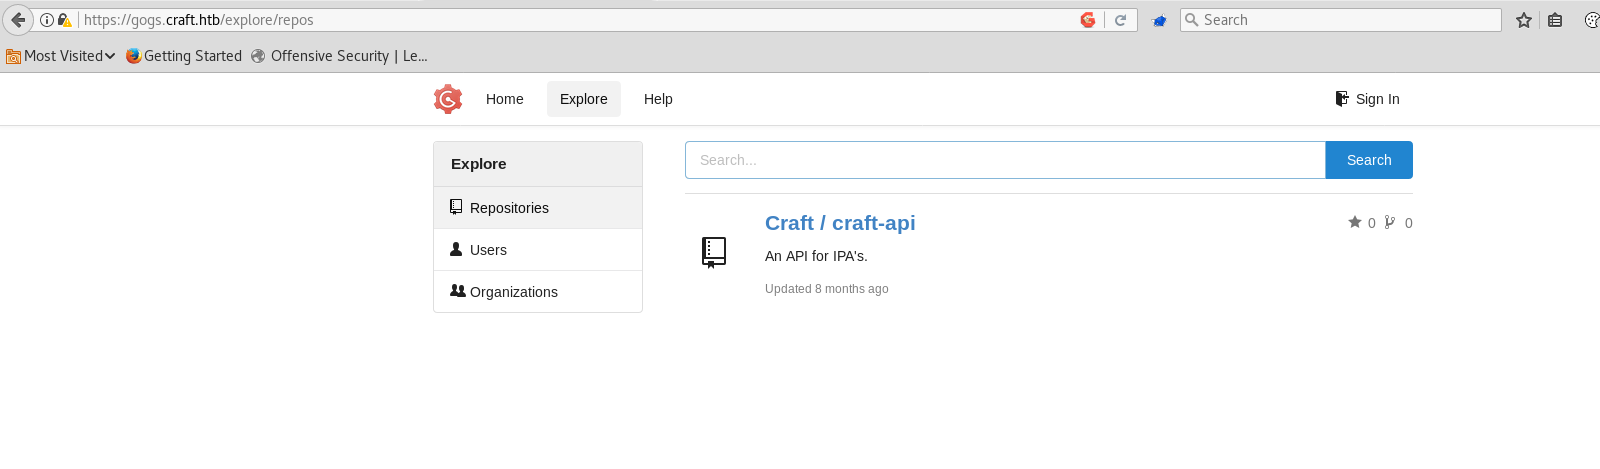 https://gogs.craft.htb/explore/repos
Search
Most Visited
Getting Started
Offensive Security | Le...
Home
Explore
Help
Sign In
Explore
Repositories
Users
Organizations
Search...
Search
Craft / craft-api
0
0
An API for IPA's.
Updated 8 months ago